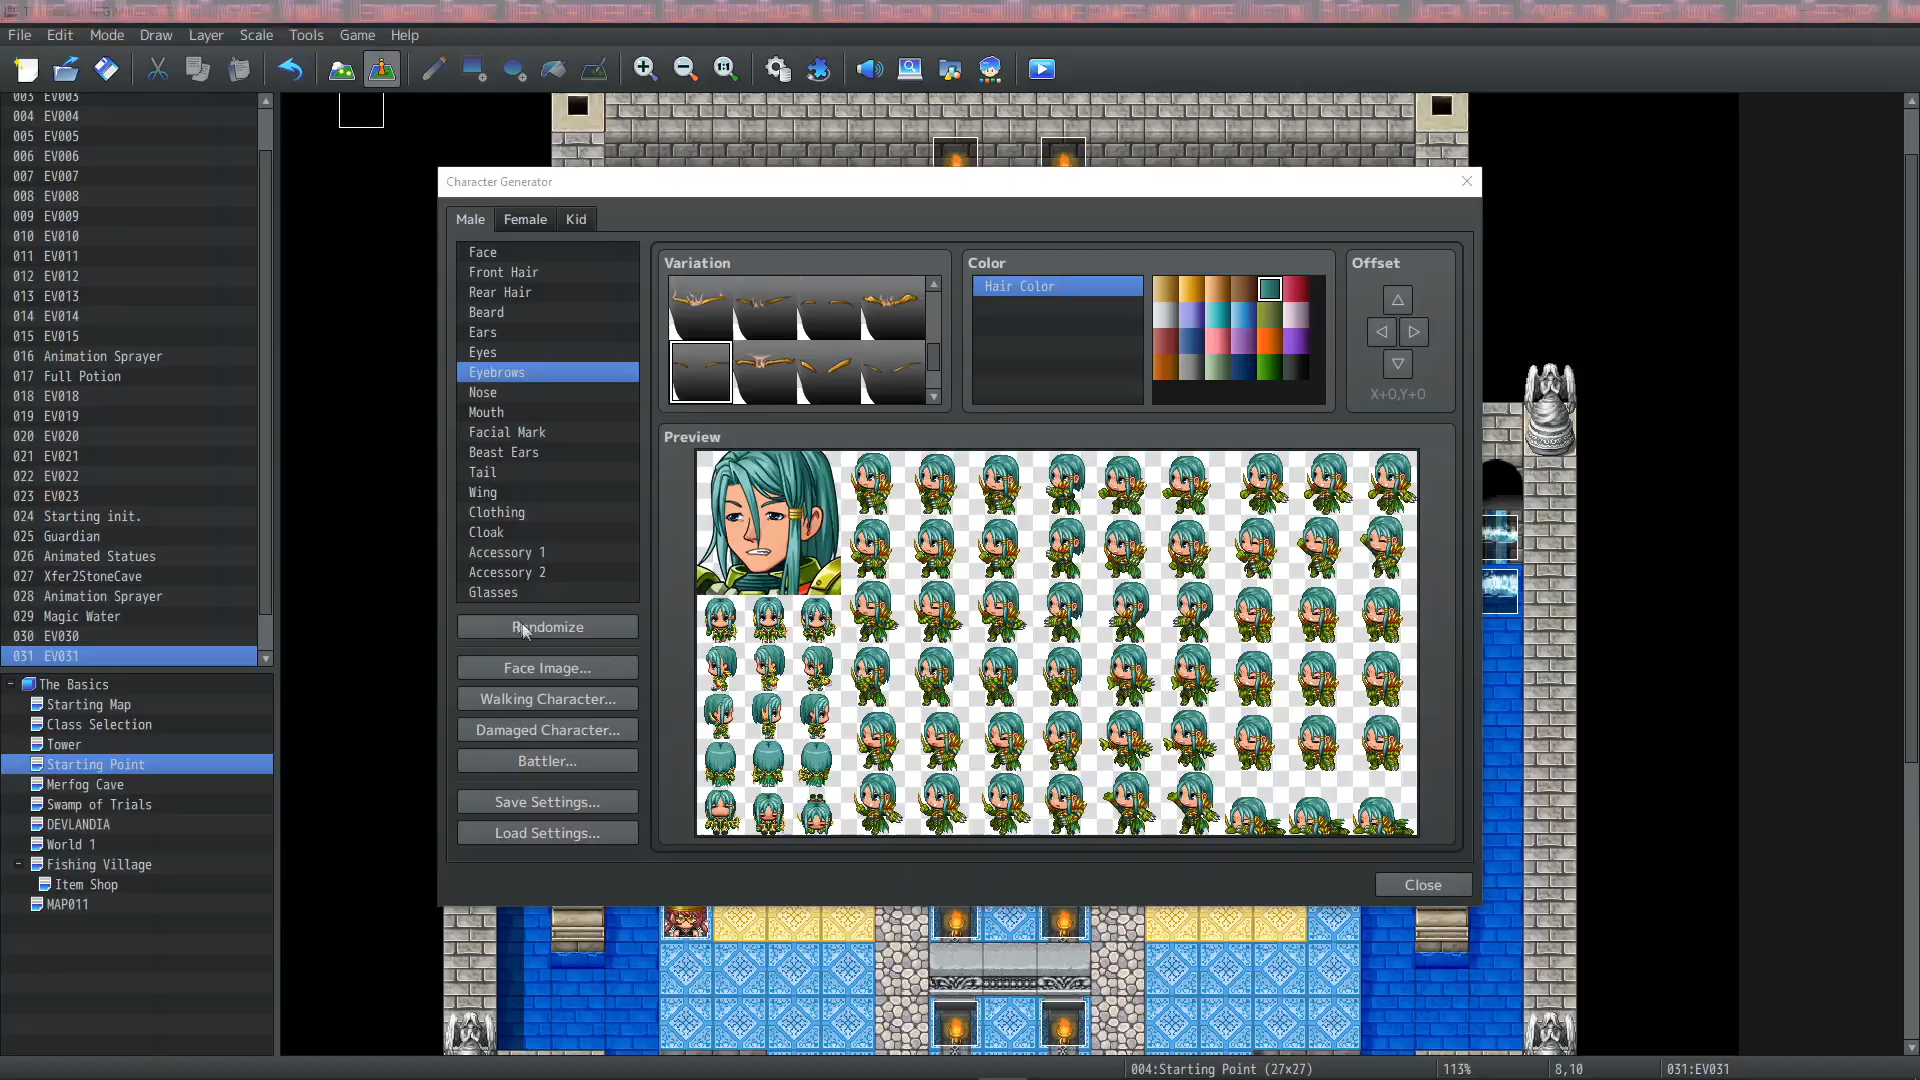 File Edit Mode Draw Layer Scale Tools Game Help
003 EV003
004 EV004
005 EV005
006 EV006
007 EV007
008 EV008
009 EV009
010 EV010
011 EV011
012 EV012
013 EV013
014 EV014
015 EV015
016 Animation Sprayer
017 Full Potion
018 EV018
019 EV019
020 EV020
021 EV021
022 EV022
023 EV023
024 Starting init.
025 Guardian
026 Animated Statues
027 Xfer2StoneCave
028 Animation Sprayer
029 Magic Water
030 EV030
031 EV031
The Basics
Starting Map
Class Selection
Tower
Starting Point
Merfog Cave
Swamp of Trials
DEVLANDIA
World 1
Fishing Village
Item Shop
MAP011
Character Generator
Male Female Kid
Face
Front Hair
Rear Hair
Beard
Ears
Eyes
Eyebrows
Nose
Mouth
Facial Mark
Beast Ears
Tail
Wing
Clothing
Cloak
Accessory 1
Accessory 2
Glasses
Randomize
Face Image...
Walking Character...
Damaged Character...
Battler...
Save Settings...
Load Settings...
Variation
Color
Hair Color
Offset
X+0,Y+0
Preview
Close
004:Starting Point (27x27) 113% 8,10 031:EV031